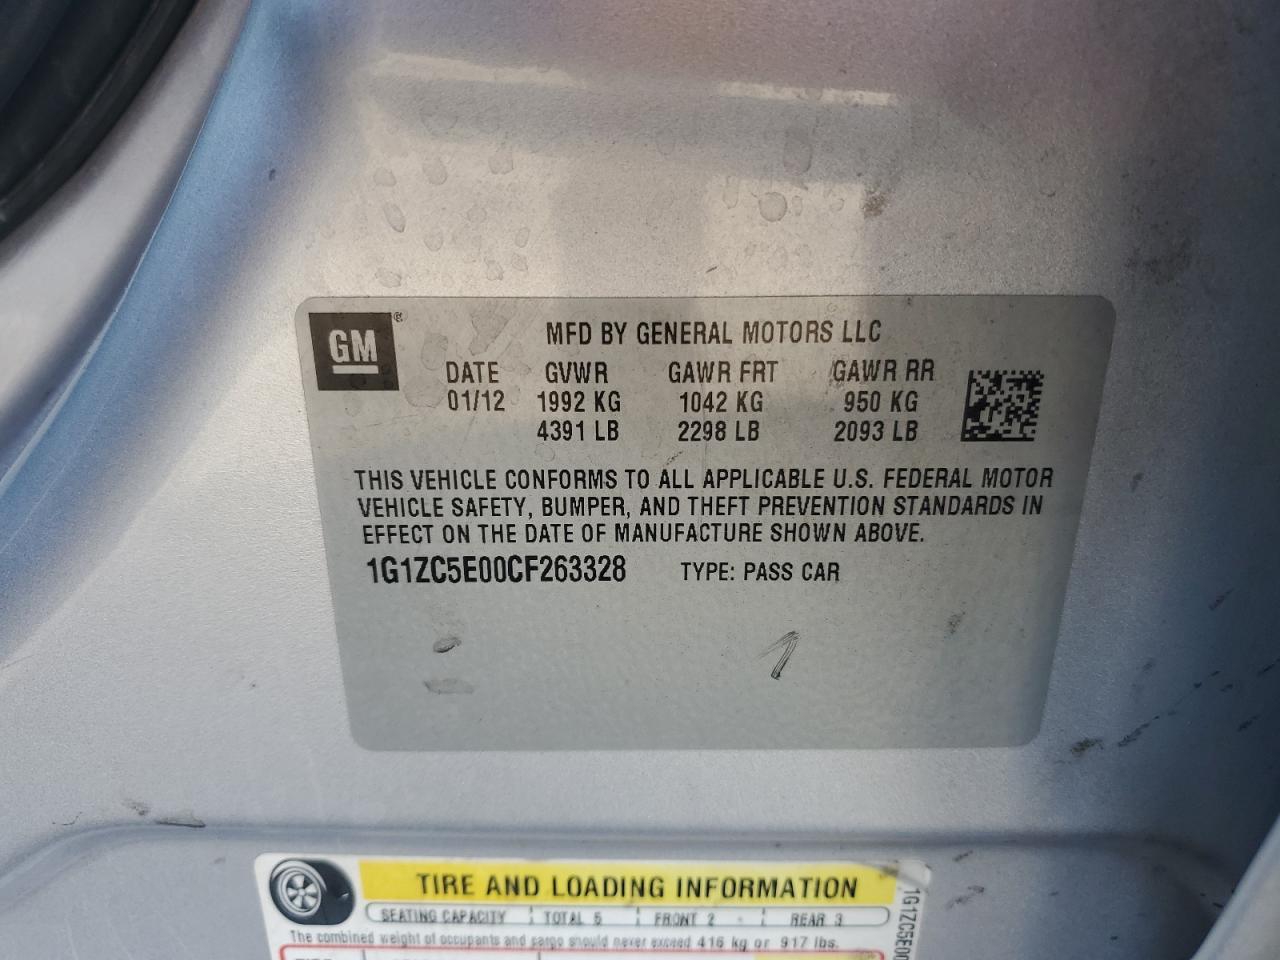 GM®
MFD BY GENERAL MOTORS LLC
DATE GVWR GAWR FRT GAWR RR
01/12 1992 KG 1042 KG 950 KG
4391 LB 2298 LB 2093 LB
THIS VEHICLE CONFORMS TO ALL APPLICABLE U.S. FEDERAL MOTOR
VEHICLE SAFETY, BUMPER, AND THEFT PREVENTION STANDARDS IN
EFFECT ON THE DATE OF MANUFACTURE SHOWN ABOVE.
1G1ZC5E00CF263328 TYPE: PASS CAR
TIRE AND LOADING INFORMATION
SEATING CAPACITY TOTAL 5 FRONT 2 REAR 3
The combined weight of occupants and cargo should never exceed 416 kg or 917 lbs.
1G1ZC5E00